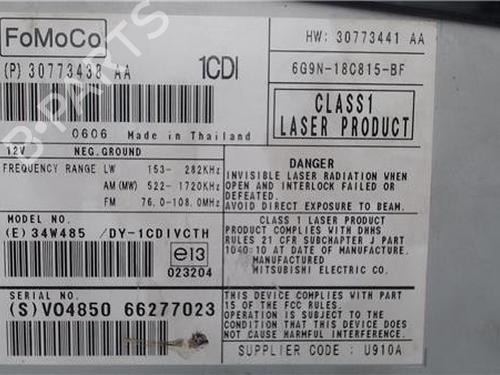 FoMoCo
HW: 30773441 AA
(P) 30773438 AA
1CDI
6G9N-18C815-BF
CLASS1
LASER PRODUCT
0606 Made in Thailand
12V NEG.GROUND
FREQUENCY RANGE LW 153- 282KHz
AM(MW) 522- 1720KHz
FM 76.0-108.0MHz
DANGER
INVISIBLE LASER RADIATION WHEN
OPEN AND INTERLOCK FAILED OR
DEFEATED.
AVOID DIRECT EXPOSURE TO BEAM.
MODEL NO.
(E) 34W485 /DY-1CDIVCTH
e13
023204
CLASS 1 LASER PRODUCT
PRODUCT COMPLIES WITH DHHS
RULES 21 CFR SUBCHAPTER J PART
1040:10 AT DATE OF
MANUFACTURE
MITSUBISHI ELECTRIC CO.
SERIAL NO.
(S)VO4850 66277023
THIS DEVICE COMPLIES WITH PART
15 OF THE FCC RULES.
OPERATION IS SUBJECT TO THE
CONDITION THAT THIS DEVICE DOES
NOT CAUSE HARMFUL INTERFERENCE.
SUPPLIER CODE : U910A
B-PARTS